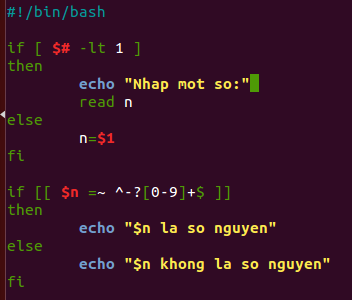 #!/bin/bash
if [ $# -lt 1 ]
then
echo "Nhap mot so:"
read n
else
n=$1
fi
if [[ $n =~ ^-?[0-9]+$ ]]
then
echo "$n la so nguyen"
else
echo "$n khong la so nguyen"
fi